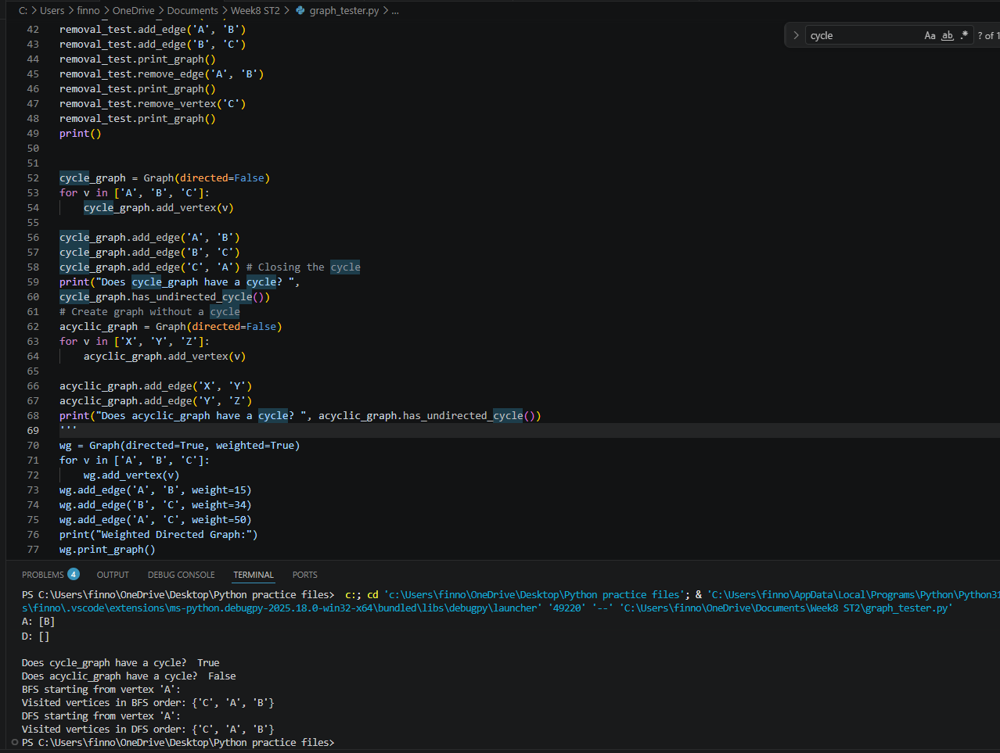 C: > Users > finno > OneDrive > Documents > Week8 ST2 > graph_tester.py > ...
cycle Aa ab .* ? of 1
42 removal_test.add_edge('A', 'B')
43 removal_test.add_edge('B', 'C')
44 removal_test.print_graph()
45 removal_test.remove_edge('A', 'B')
46 removal_test.print_graph()
47 removal_test.remove_vertex('C')
48 removal_test.print_graph()
49 print()
50
51
52 cycle_graph = Graph(directed=False)
53 for v in ['A', 'B', 'C']:
54     cycle_graph.add_vertex(v)
55
56 cycle_graph.add_edge('A', 'B')
57 cycle_graph.add_edge('B', 'C')
58 cycle_graph.add_edge('C', 'A') # Closing the cycle
59 print("Does cycle_graph have a cycle? ",
60 cycle_graph.has_undirected_cycle())
61 # Create graph without a cycle
62 acyclic_graph = Graph(directed=False)
63 for v in ['X', 'Y', 'Z']:
64     acyclic_graph.add_vertex(v)
65
66 acyclic_graph.add_edge('X', 'Y')
67 acyclic_graph.add_edge('Y', 'Z')
68 print("Does acyclic_graph have a cycle? ", acyclic_graph.has_undirected_cycle())
69 '''
70 wg = Graph(directed=True, weighted=True)
71 for v in ['A', 'B', 'C']:
72     wg.add_vertex(v)
73 wg.add_edge('A', 'B', weight=15)
74 wg.add_edge('B', 'C', weight=34)
75 wg.add_edge('A', 'C', weight=50)
76 print("Weighted Directed Graph:")
77 wg.print_graph()
PROBLEMS 4 OUTPUT DEBUG CONSOLE TERMINAL PORTS
PS C:\Users\finno\OneDrive\Desktop\Python practice files>  c:; cd 'c:\Users\finno\OneDrive\Desktop\Python practice files'; & 'C:\Users\finno\AppData\Local\Programs\Python\Python31
s\finno\.vscode\extensions\ms-python.debugpy-2025.18.0-win32-x64\bundled\libs\debugpy\launcher' '49220' '--' 'C:\Users\finno\OneDrive\Documents\Week8 ST2\graph_tester.py'
A: [B]
D: []
Does cycle_graph have a cycle?  True
Does acyclic_graph have a cycle?  False
BFS starting from vertex 'A':
Visited vertices in BFS order: {'C', 'A', 'B'}
DFS starting from vertex 'A':
Visited vertices in DFS order: {'C', 'A', 'B'}
PS C:\Users\finno\OneDrive\Desktop\Python practice files>